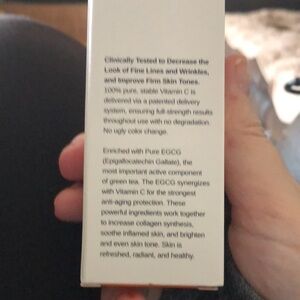 Clinically Tested to Decrease the
Look of Fine Lines and Wrinkles,
and Improve Firm Skin Tones.
100% pure, stable Vitamin C is
delivered via a patented delivery
system, ensuring full-strength results
throughout use with no degradation.
No ugly color change.
Enriched with Pure EGCG
(Epigallocatechin Gallate), the
most important active component
of green tea. The EGCG synergizes
with Vitamin C for the strongest
anti-aging protection. These
powerful ingredients work together
to increase collagen synthesis,
soothe inflamed skin, and brighten
and even skin tone. Skin is
refreshed, radiant, and healthy.